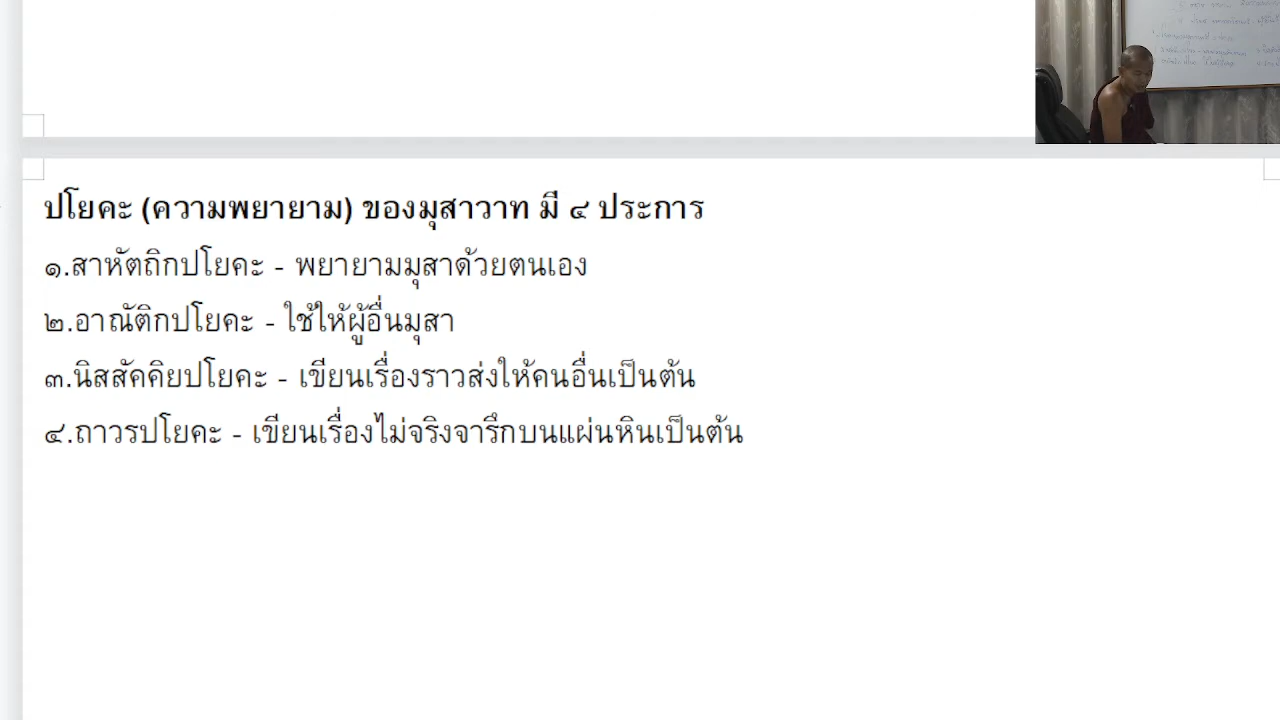 ปโยคะ (ความพยายาม) ของมุสาวาท มี ๔ ประการ
๑.สาหัตถิกปโยคะ - พยายามมุสาด้วยตนเอง
๒.อาณัติกปโยคะ - ใช้ให้ผู้อื่นมุสา
๓.นิสสัคคิยปโยคะ - เขียนเรื่องราวส่งให้คนอื่นเป็นต้น
๔.ถาวรปโยคะ - เขียนเรื่องไม่จริงจารึกบนแผ่นหินเป็นต้น